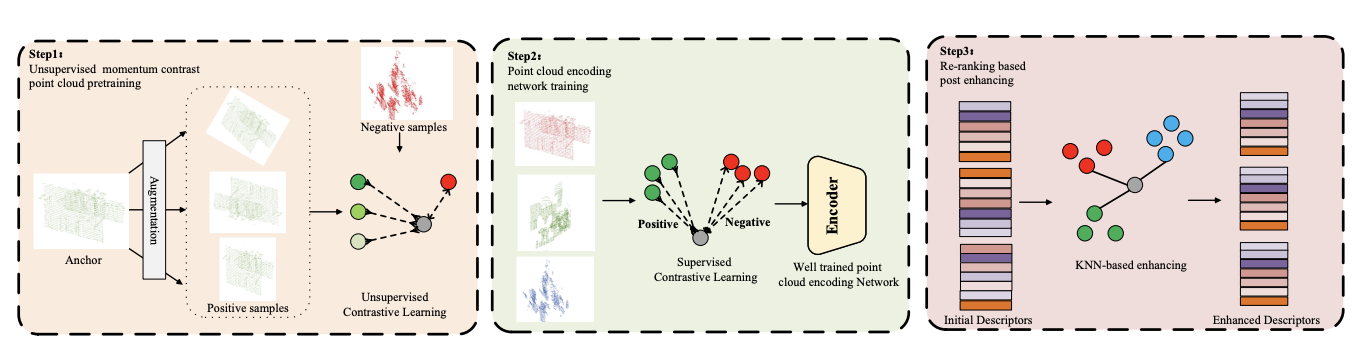 Step1:
Unsupervised momentum contrast
point cloud pretraining
Negative samples
Augmentation
Anchor
Positive samples
Unsupervised
Contrastive Learning
Step2:
Point cloud encoding
network training
Positive
Negative
Supervised
Contrastive Learning
Encoder
Well trained point
cloud encoding Network
Step3:
Re-ranking based
post enhancing
KNN-based enhancing
Initial Descriptors
Enhanced Descriptors